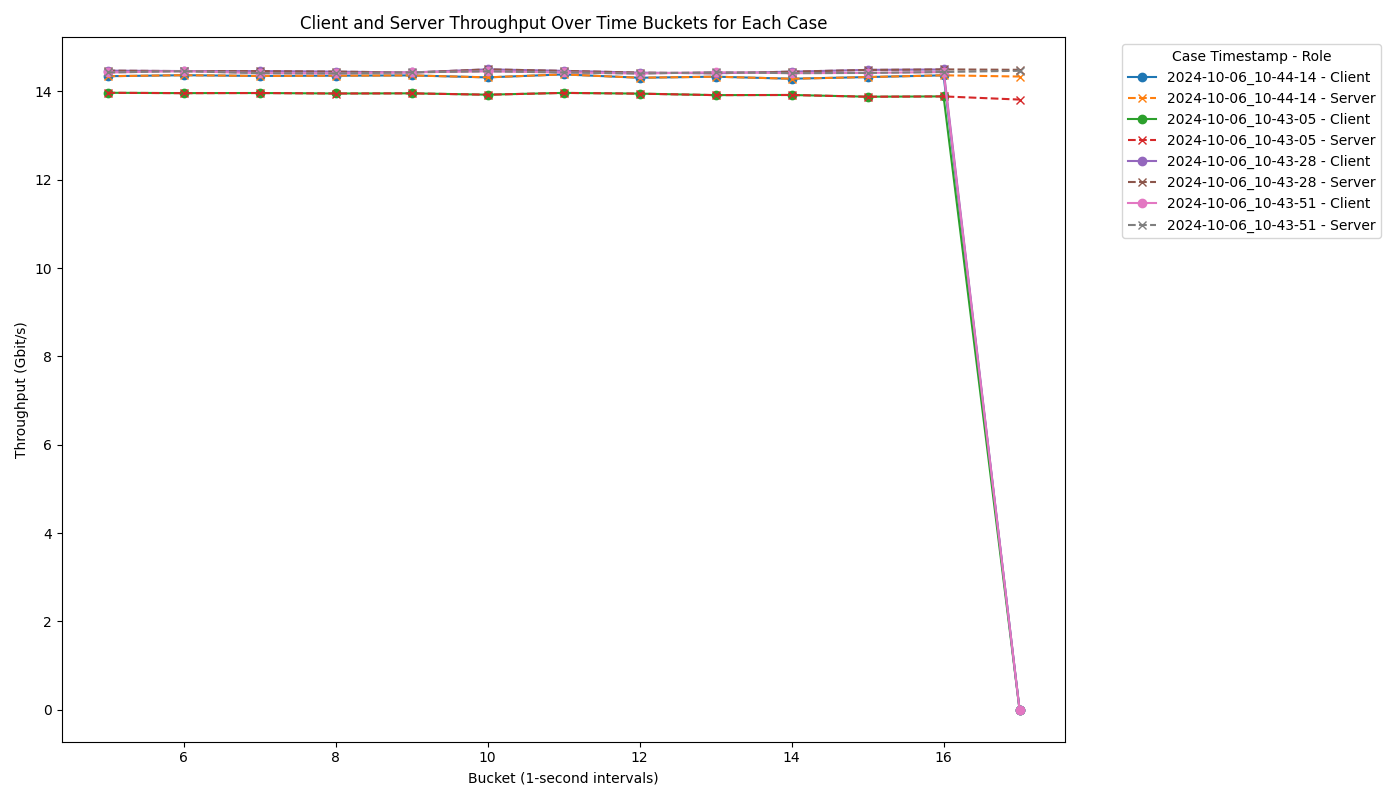 Client and Server Throughput Over Time Buckets for Each Case
Case Timestamp - Role
2024-10-06_10-44-14 - Client
2024-10-06_10-44-14 - Server
2024-10-06_10-43-05 - Client
2024-10-06_10-43-05 - Server
2024-10-06_10-43-28 - Client
2024-10-06_10-43-28 - Server
2024-10-06_10-43-51 - Client
2024-10-06_10-43-51 - Server
Throughput (Gbit/s)
14
12
10
8
6
4
2
0
6 8 10 12 14 16
Bucket (1-second intervals)